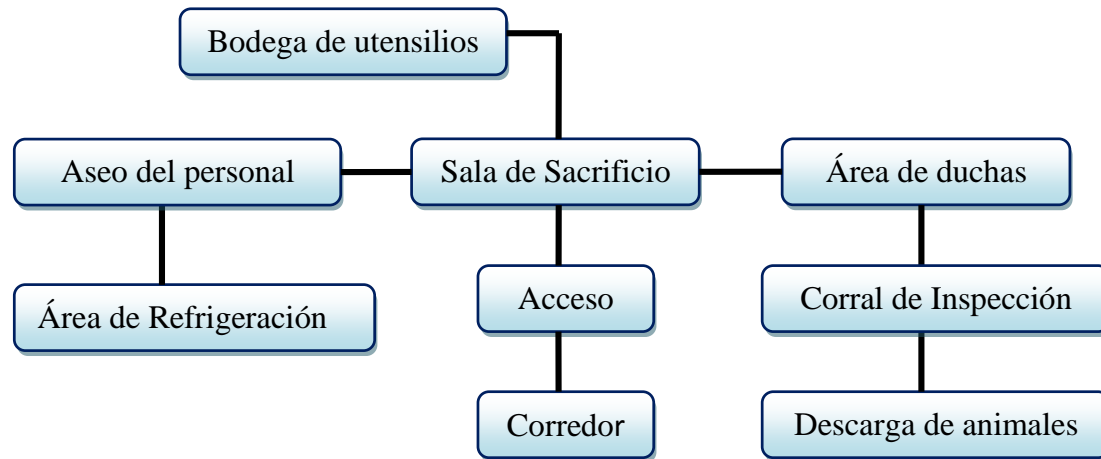 Bodega de utensilios
Aseo del personal
Sala de Sacrificio
Área de duchas
Área de Refrigeración
Acceso
Corral de Inspección
Corredor
Descarga de animales